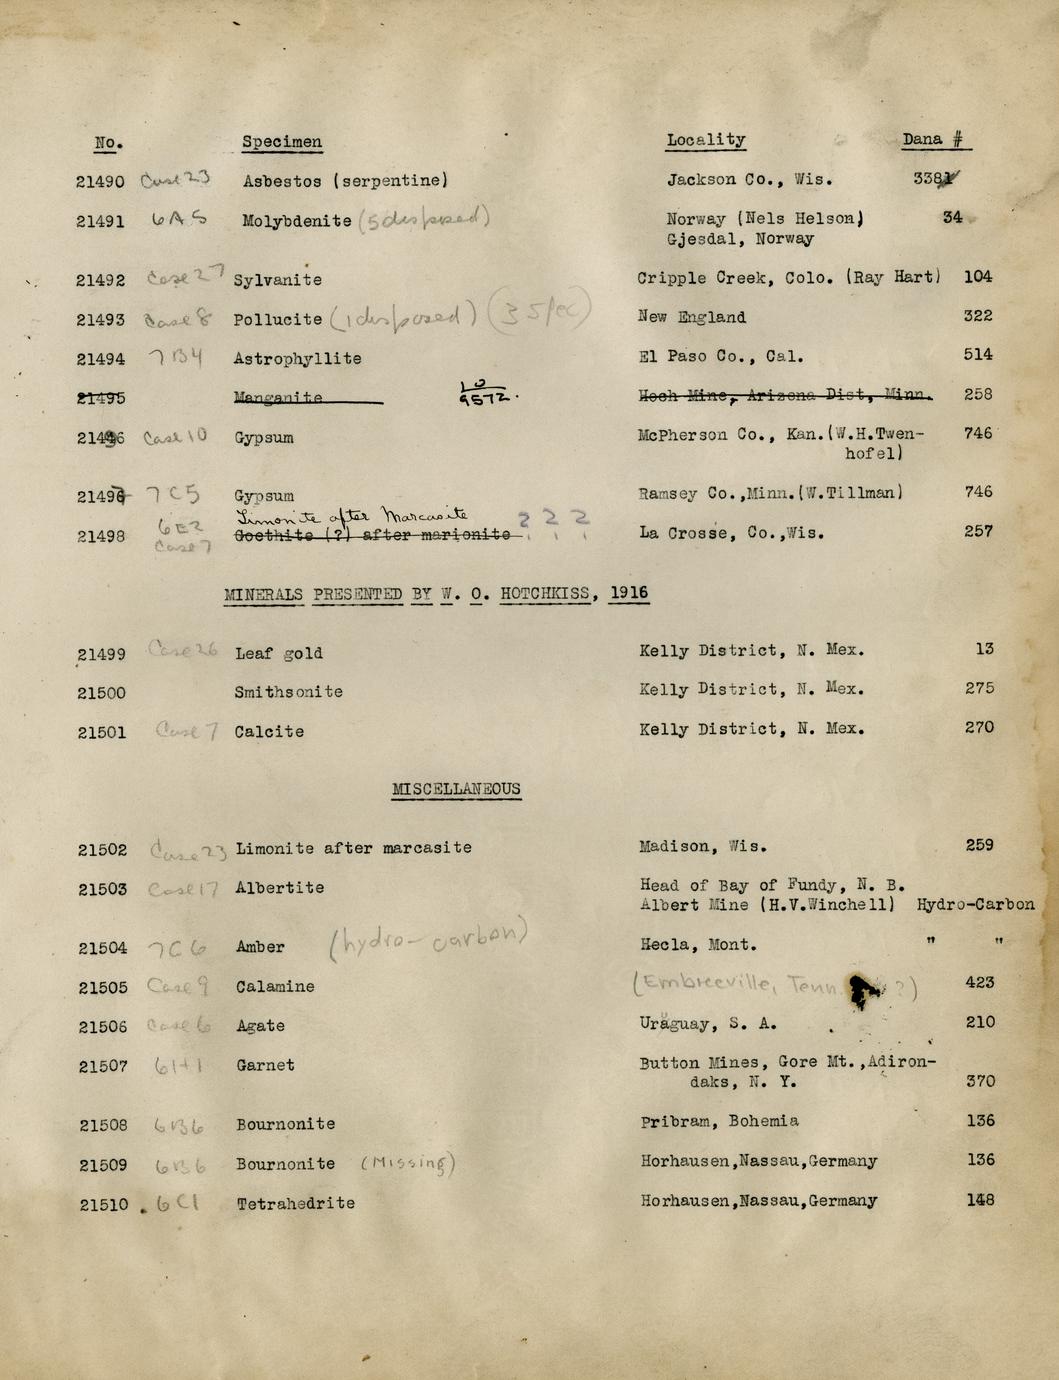 No. Specimen Locality Dana #
21490 Case 23 Asbestos (serpentine) Jackson Co., Wis. 338
21491 6A5 Molybdenite (5 disposed) Norway (Nels Helson) 34
Gjesdal, Norway
21492 Case 27 Sylvanite Cripple Creek, Colo. (Ray Hart) 104
21493 Case 8 Pollucite (1 disposed) (3 Spec) New England 322
21494 7B4 Astrophyllite El Paso Co., Cal. 514
21495 Manganite LO 9572. Hoch Mine, Arizona Dist, Minn. 258
21496 Case 10 Gypsum McPherson Co., Kan.(W.H.Twen-
hofel) 746
21497 7C5 Gypsum Ramsey Co.,Minn.(W.Tillman) 746
6E2 Limonite after Marcasite ? ? ?
21498 Case 7 Goethite (?) after marionite La Crosse, Co.,Wis. 257
MINERALS PRESENTED BY W. O. HOTCHKISS, 1916
21499 Case 26 Leaf gold Kelly District, N. Mex. 13
21500 Smithsonite Kelly District, N. Mex. 275
21501 Case 7 Calcite Kelly District, N. Mex. 270
MISCELLANEOUS
21502 Case 23 Limonite after marcasite Madison, Wis. 259
21503 Case 17 Albertite Head of Bay of Fundy, N. B.
Albert Mine (H.V.Winchell) Hydro-Carbon
21504 7C6 Amber (hydro-carbon) Hecla, Mont. " "
21505 Case 9 Calamine (Embreeville, Tenn. ?) 423
21506 Case 6 Agate Uraguay, S. A. 210
21507 6H1 Garnet Button Mines, Gore Mt.,Adiron-
daks, N. Y. 370
21508 6B6 Bournonite Pribram, Bohemia 136
21509 6B6 Bournonite (Missing) Horhausen,Nassau,Germany 136
21510 6C1 Tetrahedrite Horhausen,Nassau,Germany 148